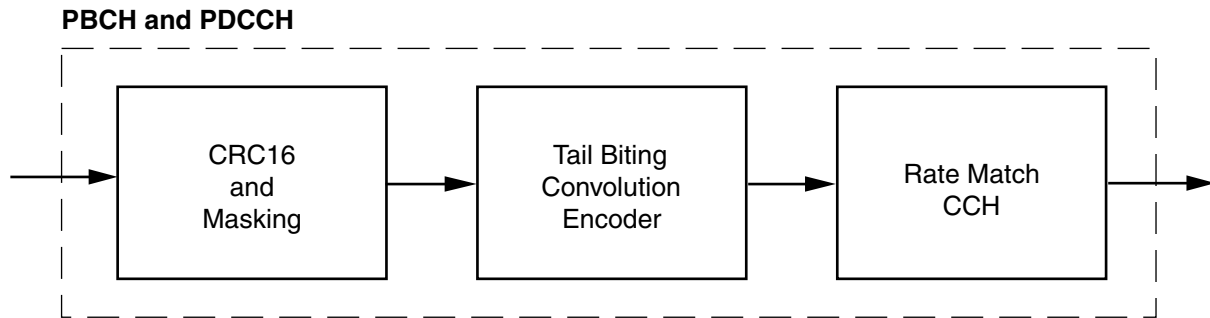 PBCH and PDCCH
CRC16
and
Masking
Tail Biting
Convolution
Encoder
Rate Match
CCH